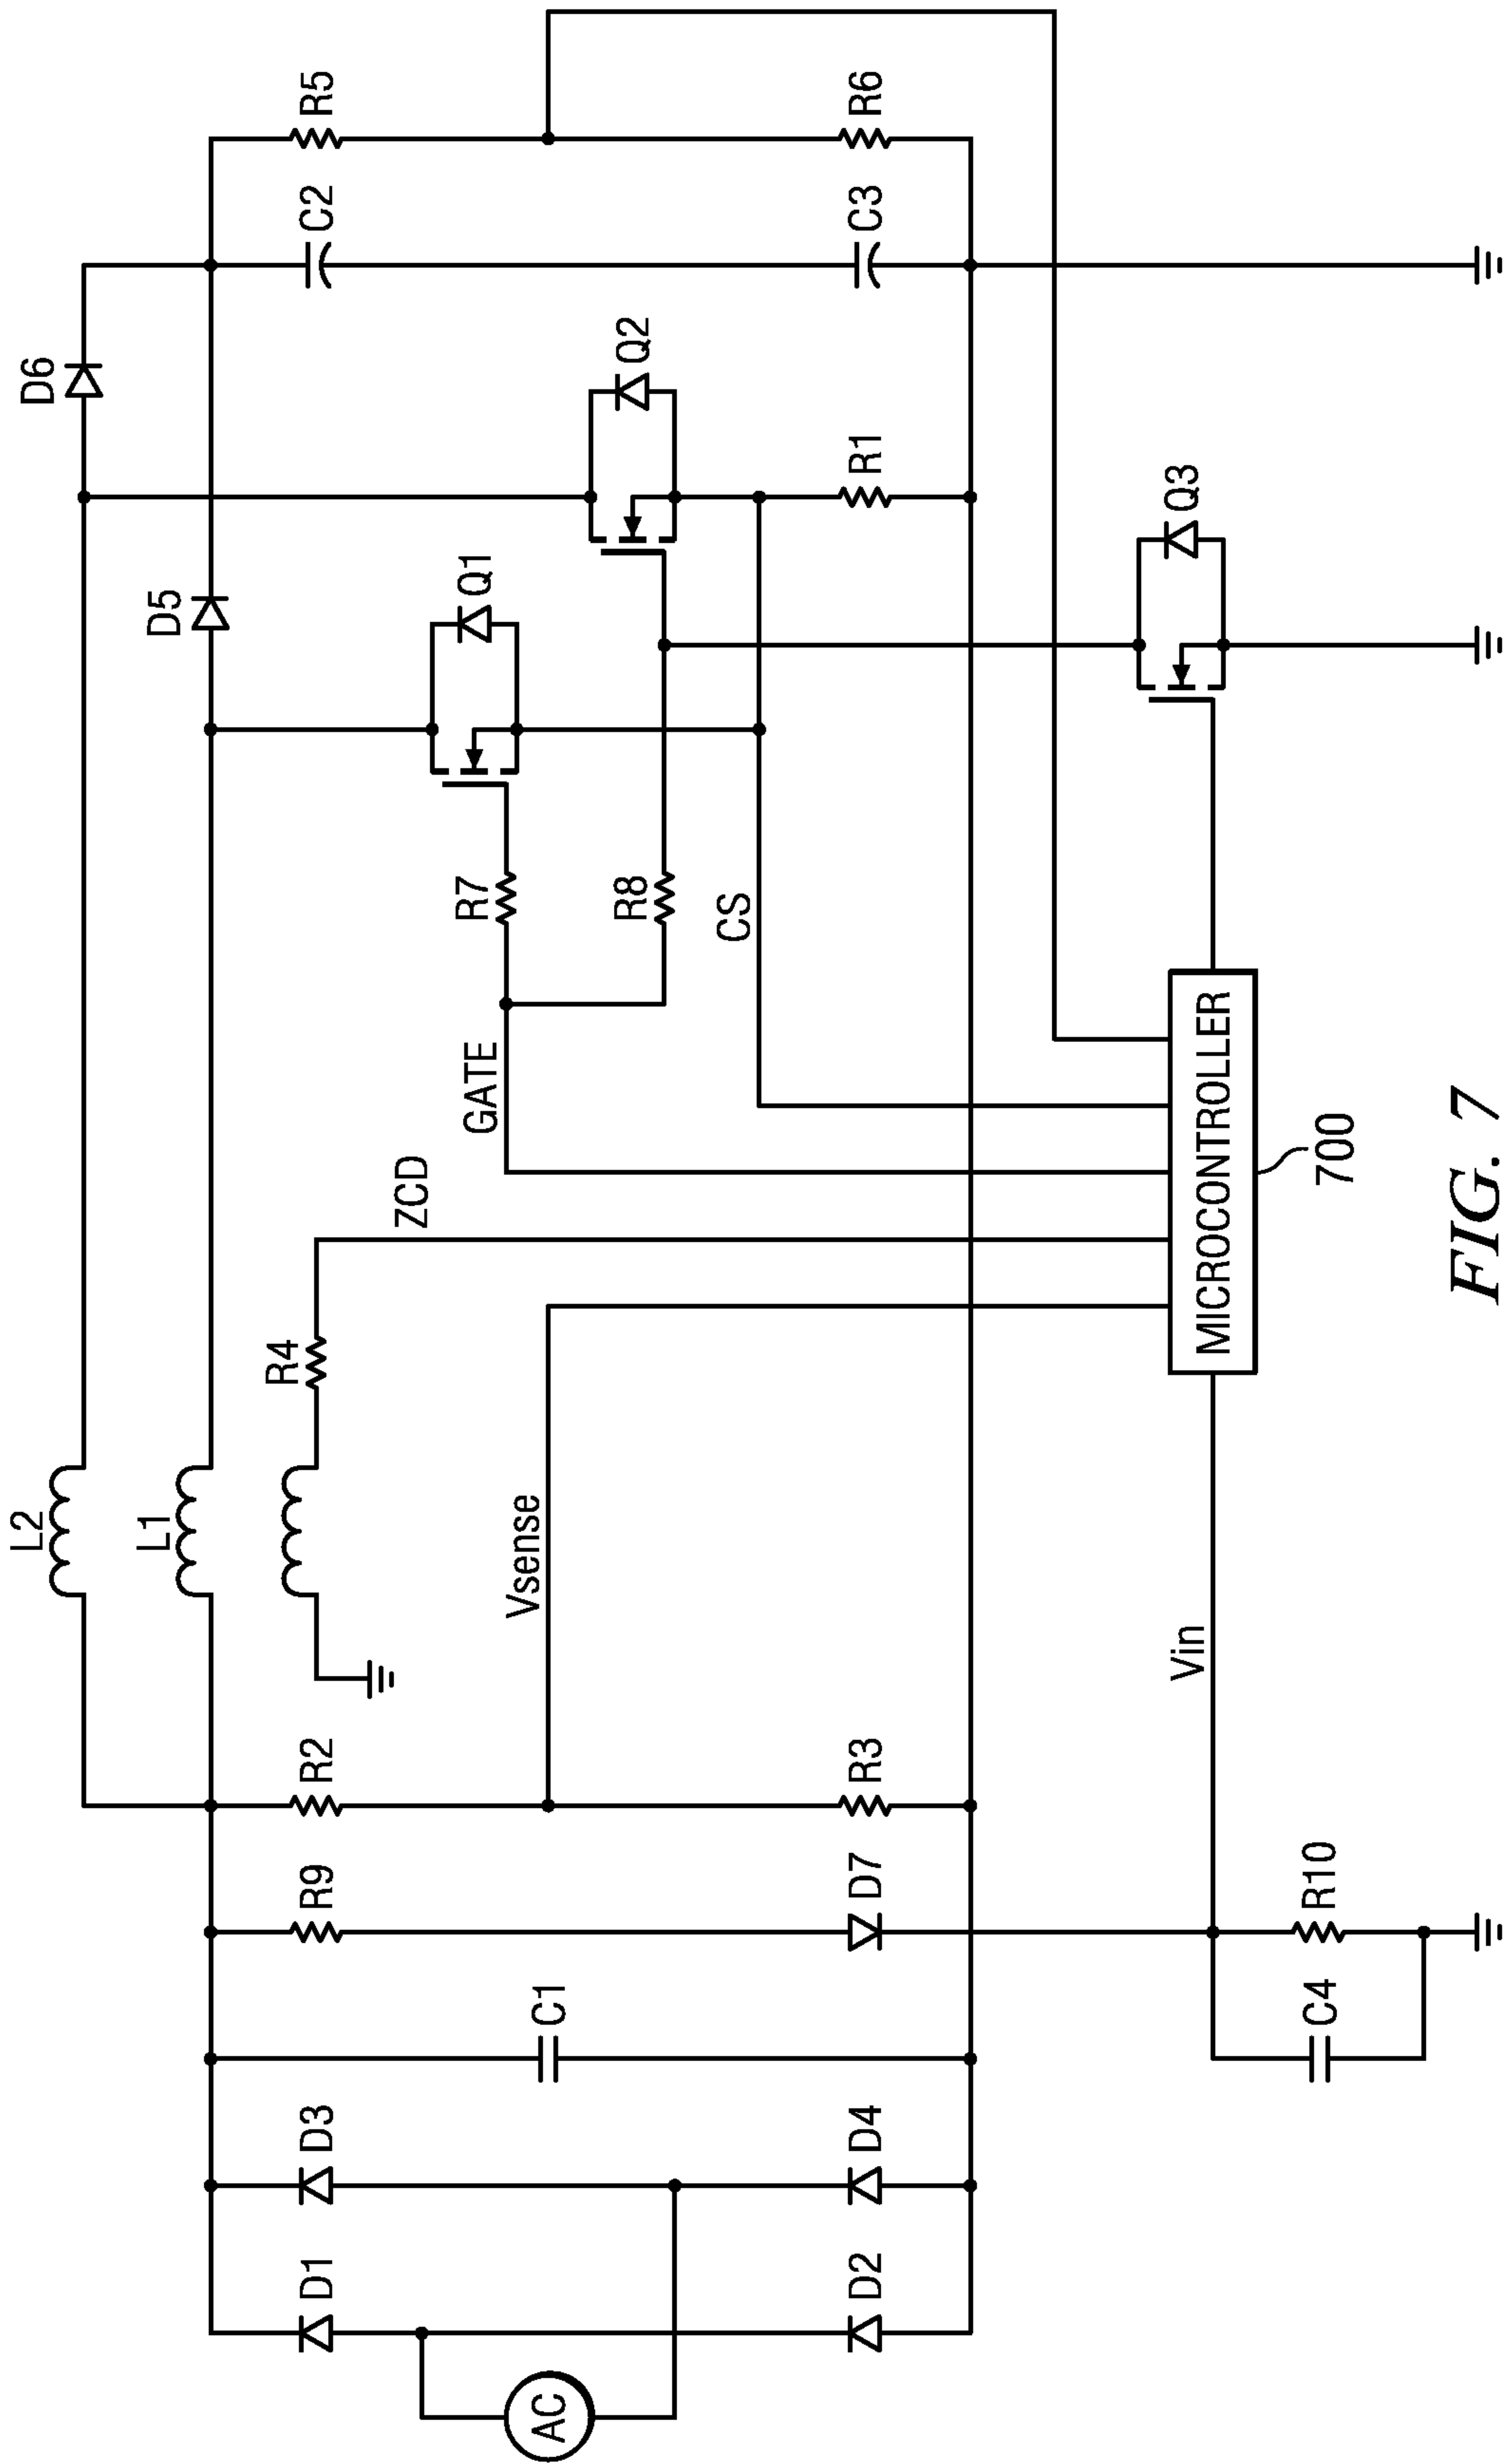 L2
D6
L1
D5
R4
ZCD
GATE
R7
Q1
R8
Q2
D1
D3
R9
R2
C2
R5
AC
C1
Vsense
CS
D2
D4
D7
R3
R1
C3
R6
Vin
MICROCONTROLLER
Q3
C4
R10
700
FIG. 7